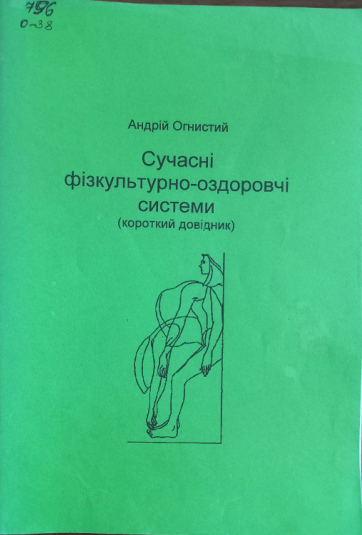 796
О-38
Андрій Огнистий
Сучасні
фізкультурно-оздоровчі
системи
(короткий довідник)